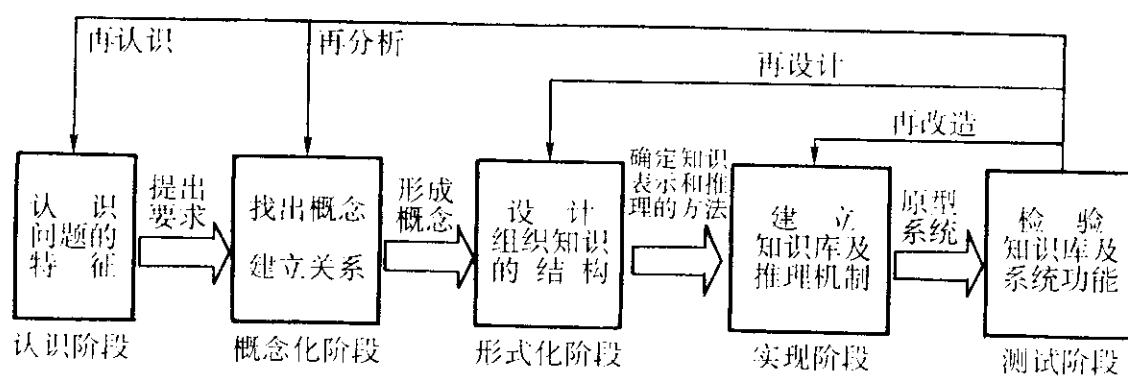 再认识
再分析
再设计
再改造
认识
问题的
特征
提出
要求
找出概念
建立关系
形成
概念
设计
组织知识
的结构
确定知识
表示和推
理的方法
建立
知识库及
推理机制
原型
系统
检验
知识库及
系统功能
认识阶段
概念化阶段
形式化阶段
实现阶段
测试阶段